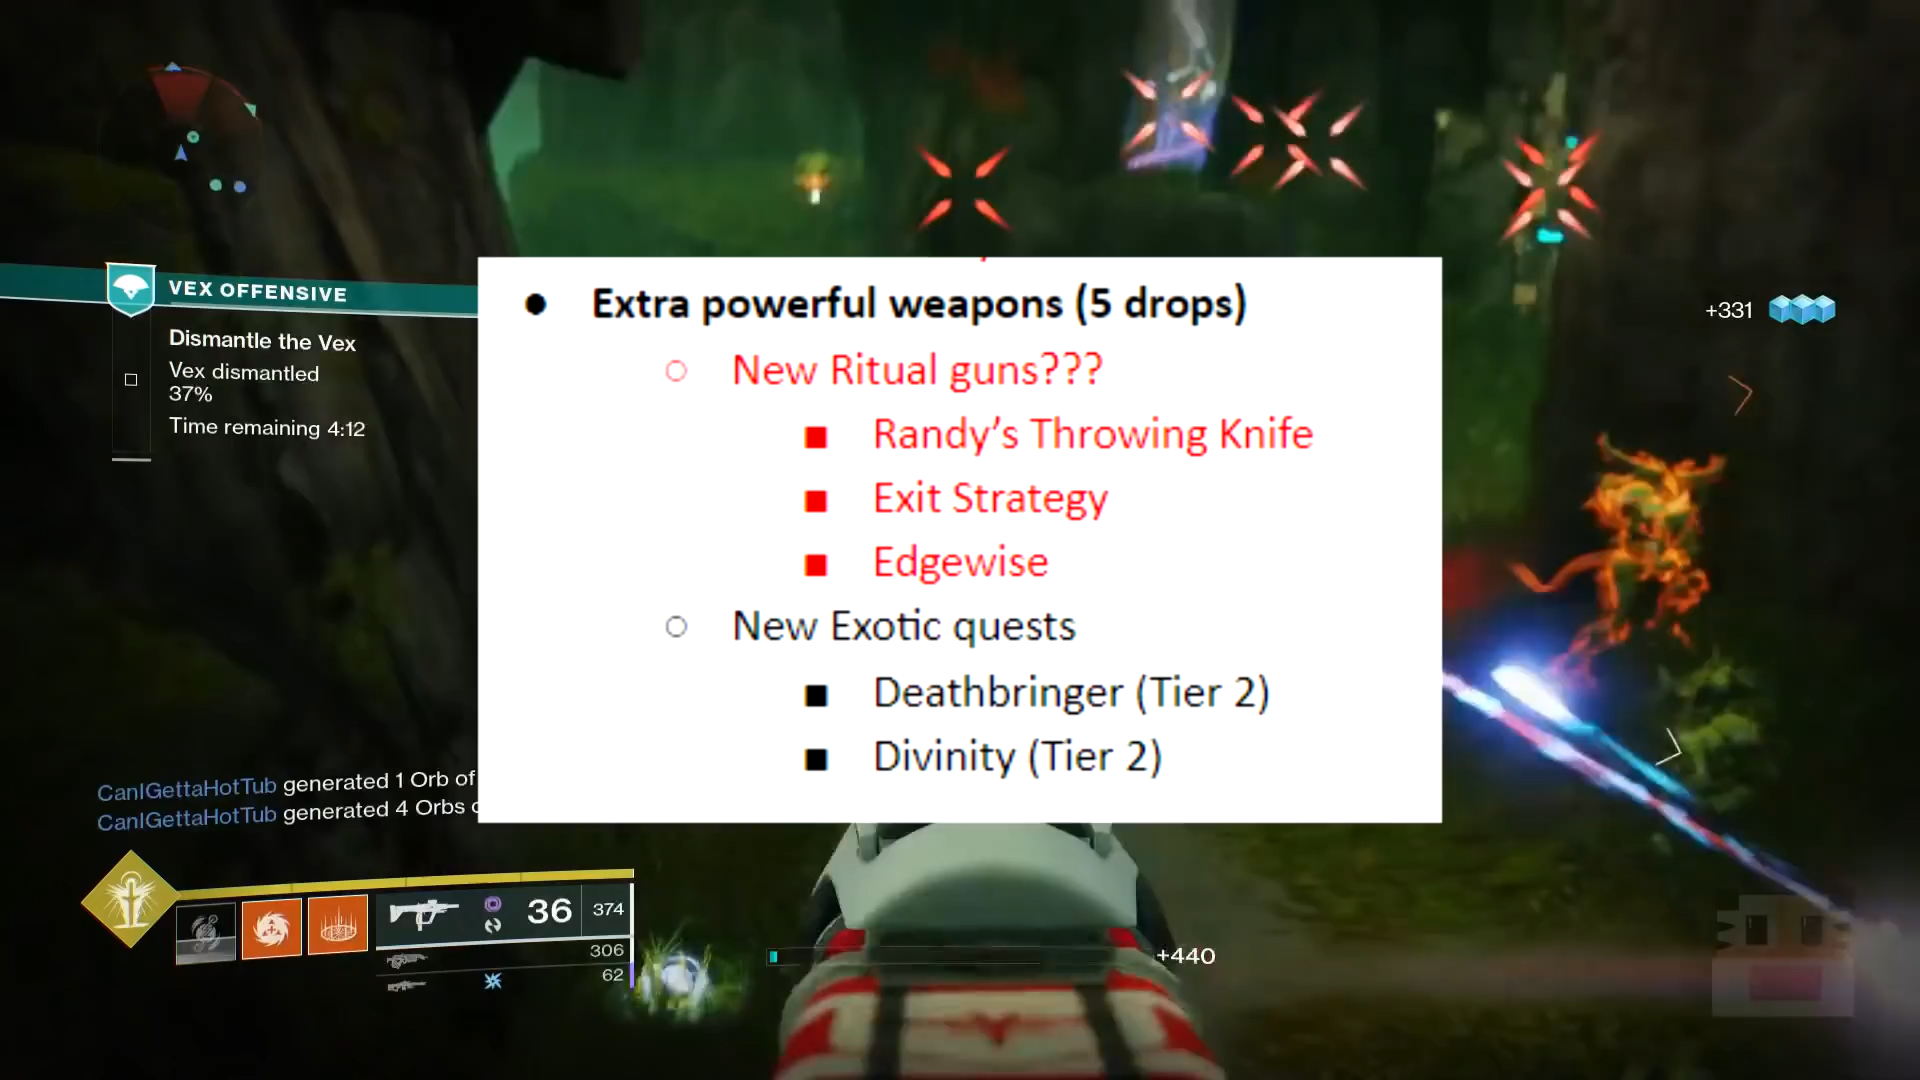 VEX OFFENSIVE
Dismantle the Vex
Vex dismantled
37%
Time remaining 4:12
+331
● Extra powerful weapons (5 drops)
○ New Ritual guns???
■ Randy’s Throwing Knife
■ Exit Strategy
■ Edgewise
○ New Exotic quests
■ Deathbringer (Tier 2)
■ Divinity (Tier 2)
CanIGettaHotTub generated 1 Orb of
CanIGettaHotTub generated 4 Orbs
36 374
306
62
+440